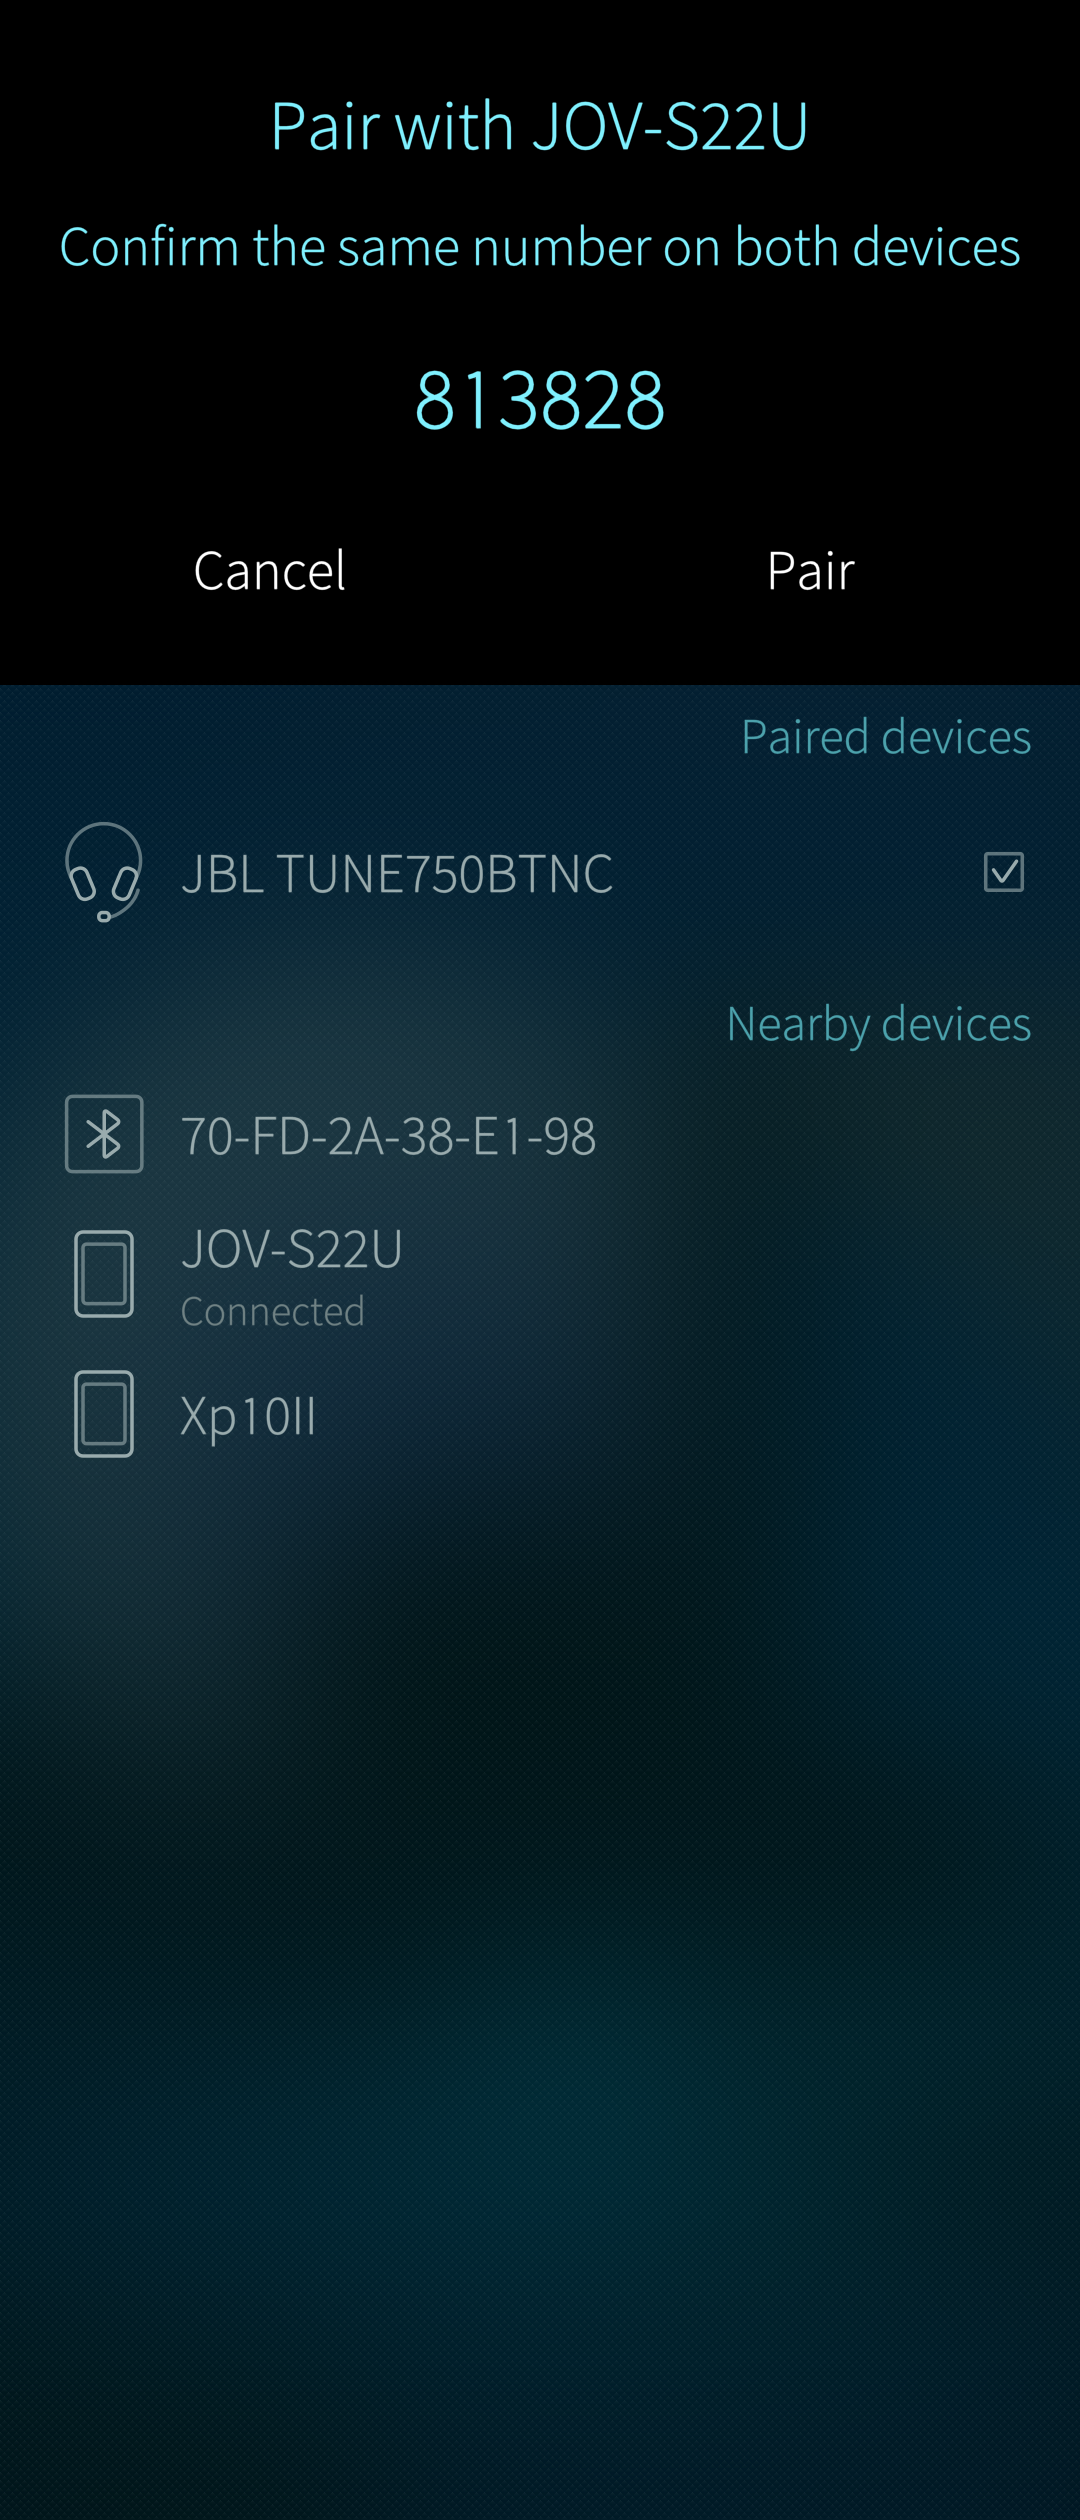 Pair with JOV-S22U
Confirm the same number on both devices
813828
Cancel
Pair
Paired devices
JBL TUNE750BTNC
Nearby devices
70-FD-2A-38-E1-98
JOV-S22U
Connected
Xp10II